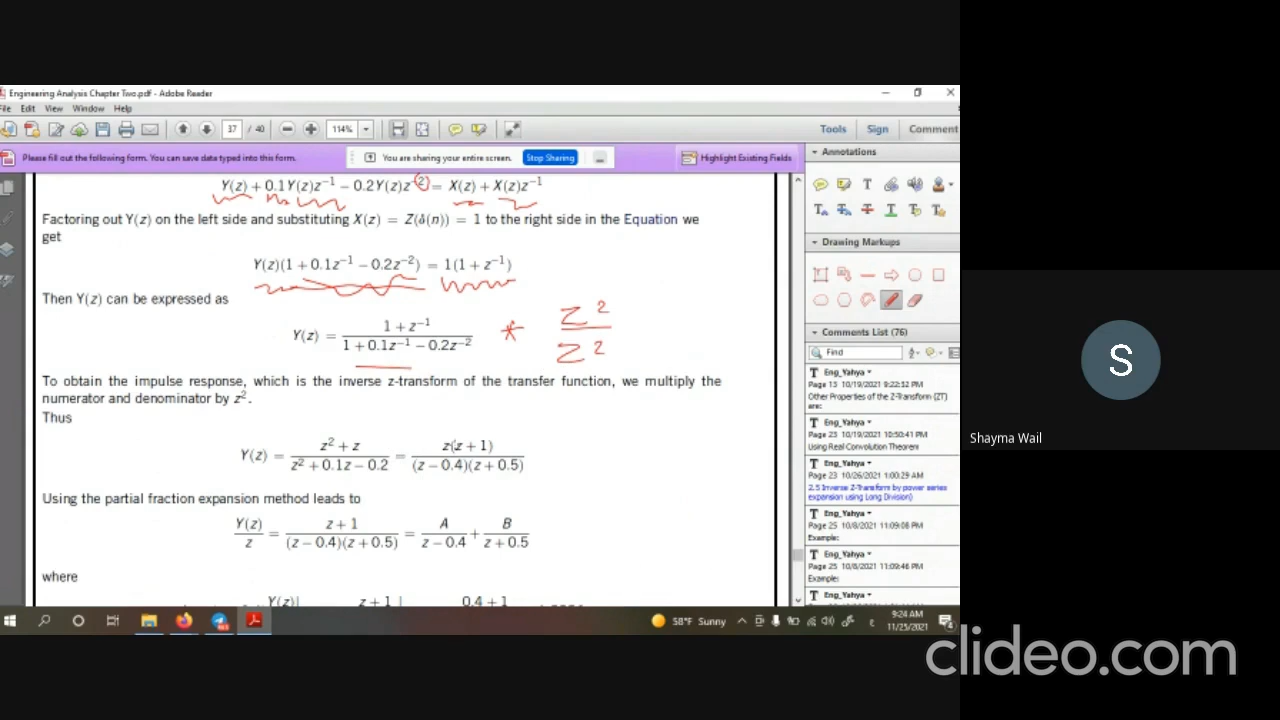 Engineering Analysis Chapter Two.pdf - Adobe Reader
File Edit View Window Help
37 / 40 114% Tools Sign Comment
Please fill out the following form. You can save data typed into this form.
You are sharing your entire screen. Stop Sharing
Highlight Existing Fields
Y(z) + 0.1Y(z)z⁻¹ − 0.2Y(z)z⁻² = X(z) + X(z)z⁻¹
Factoring out Y(z) on the left side and substituting X(z) = Z(δ(n)) = 1 to the right side in the Equation we
get
Y(z)(1 + 0.1z⁻¹ − 0.2z⁻²) = 1(1 + z⁻¹)
Then Y(z) can be expressed as
Y(z) = (1 + z⁻¹) / (1 + 0.1z⁻¹ − 0.2z⁻²) * z² / z²
To obtain the impulse response, which is the inverse z-transform of the transfer function, we multiply the
numerator and denominator by z².
Thus
Y(z) = (z² + z) / (z² + 0.1z − 0.2) = z(z + 1) / (z − 0.4)(z + 0.5)
Using the partial fraction expansion method leads to
Y(z) / z = (z + 1) / (z − 0.4)(z + 0.5) = A / (z − 0.4) + B / (z + 0.5)
where
Y(z)| z + 1 | 0.4 + 1
Annotations
Drawing Markups
Comments List (76)
Find
Eng_Yahya
Page 13 10/19/2021 9:22:32 PM
Other Properties of the Z-Transform (ZT)
are:
Eng_Yahya
Page 23 10/19/2021 10:50:41 PM
Using Real Convolution Theorem
Eng_Yahya
Page 23 10/26/2021 1:00:29 AM
2.5 Inverse Z-Transform by power series
expansion using Long Division)
Eng_Yahya
Page 25 10/8/2021 11:09:08 PM
Example:
Eng_Yahya
Page 25 10/8/2021 11:09:46 PM
Example:
Eng_Yahya
58°F Sunny
9:24 AM
11/25/2021
S
Shayma Wail
clideo.com